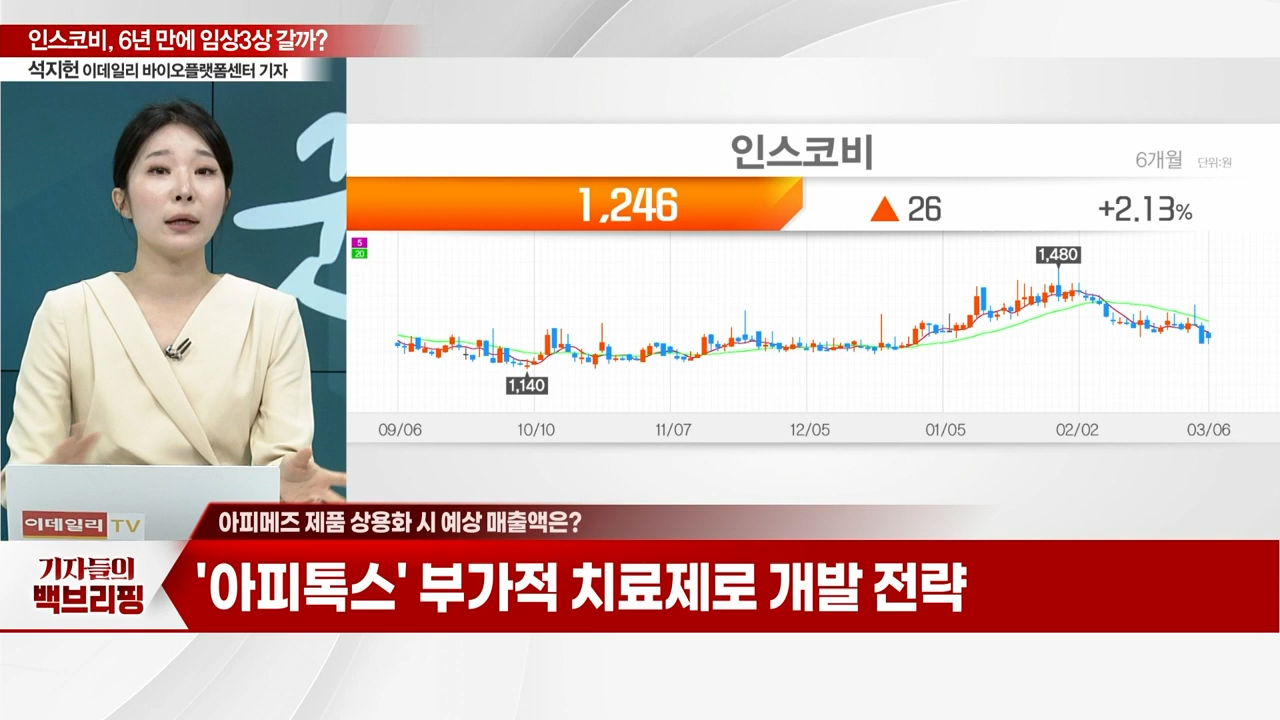 인스코비, 6년 만에 임상3상 갈까?
석지헌 이데일리 바이오플랫폼센터 기자
인스코비
6개월 단위:원
1,246 ▲ 26 +2.13%
5
20
1,480
1,140
09/06 10/10 11/07 12/05 01/05 02/02 03/06
이데일리 TV
아피메즈 제품 상용화 시 예상 매출액은?
기자들의
백브리핑
'아피톡스' 부가적 치료제로 개발 전략